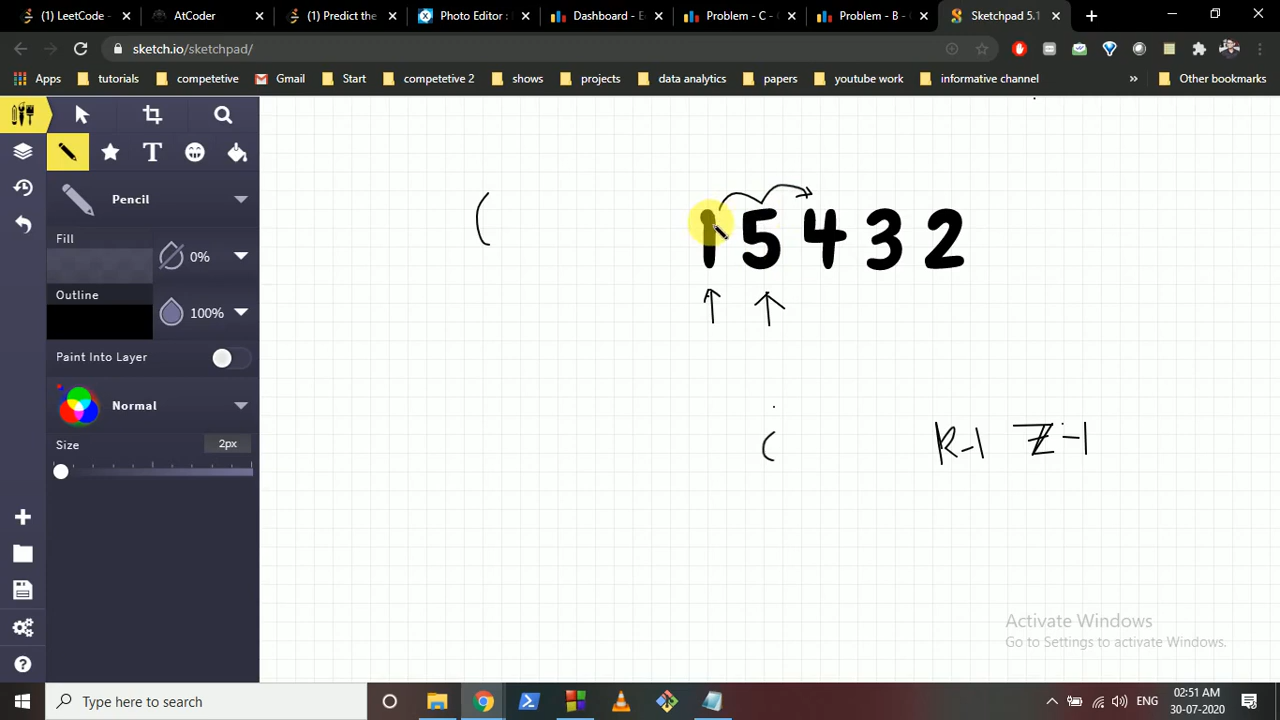 (1) LeetCode -
AtCoder
(1) Predict the
Photo Editor :
Dashboard - E
Problem - C -
Problem - B -
Sketchpad 5.1
sketch.io/sketchpad/
Apps tutorials competetive Gmail Start competetive 2 shows projects data analytics papers youtube work informative channel » Other bookmarks
Pencil
Fill
0%
Outline
100%
Paint Into Layer
Normal
Size
2px
( 1 5 4 3 2
( k-1 Z-1
Activate Windows
Go to Settings to activate Windows.
Type here to search
ENG
02:51 AM
30-07-2020